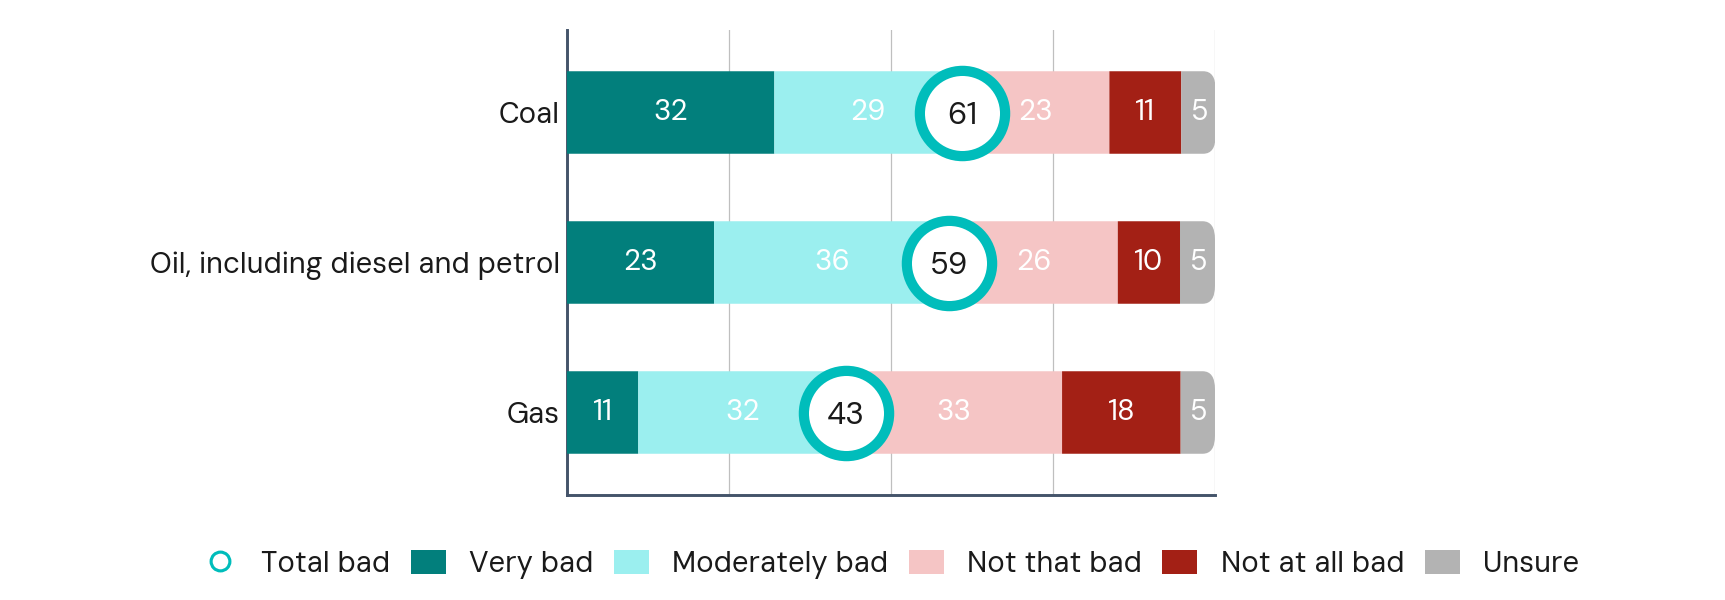 Coal 32 29 61 23 11 5
Oil, including diesel and petrol 23 36 59 26 10 5
Gas 11 32 43 33 18 5
Total bad Very bad Moderately bad Not that bad Not at all bad Unsure